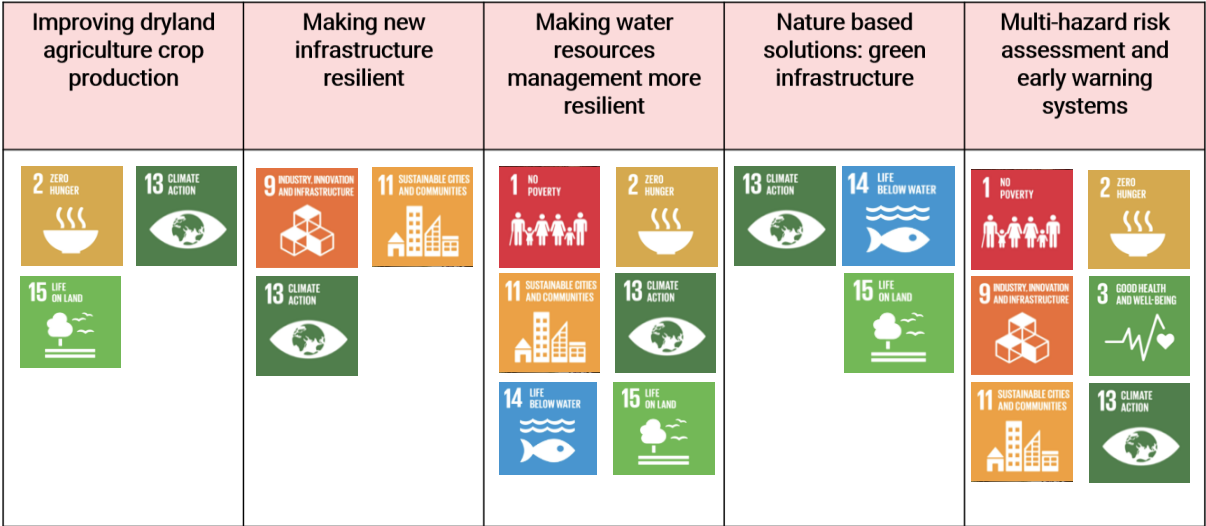 Improving dryland
agriculture crop
production
Making new
infrastructure
resilient
Making water
resources
management more
resilient
Nature based
solutions: green
infrastructure
Multi-hazard risk
assessment and
early warning
systems
2 ZERO
HUNGER
13 CLIMATE
ACTION
15 LIFE
ON LAND
9 INDUSTRY, INNOVATION
AND INFRASTRUCTURE
11 SUSTAINABLE CITIES
AND COMMUNITIES
13 CLIMATE
ACTION
1 NO
POVERTY
2 ZERO
HUNGER
11 SUSTAINABLE CITIES
AND COMMUNITIES
13 CLIMATE
ACTION
14 LIFE
BELOW WATER
15 LIFE
ON LAND
13 CLIMATE
ACTION
14 LIFE
BELOW WATER
15 LIFE
ON LAND
1 NO
POVERTY
2 ZERO
HUNGER
9 INDUSTRY, INNOVATION
AND INFRASTRUCTURE
3 GOOD HEALTH
AND WELL-BEING
11 SUSTAINABLE CITIES
AND COMMUNITIES
13 CLIMATE
ACTION